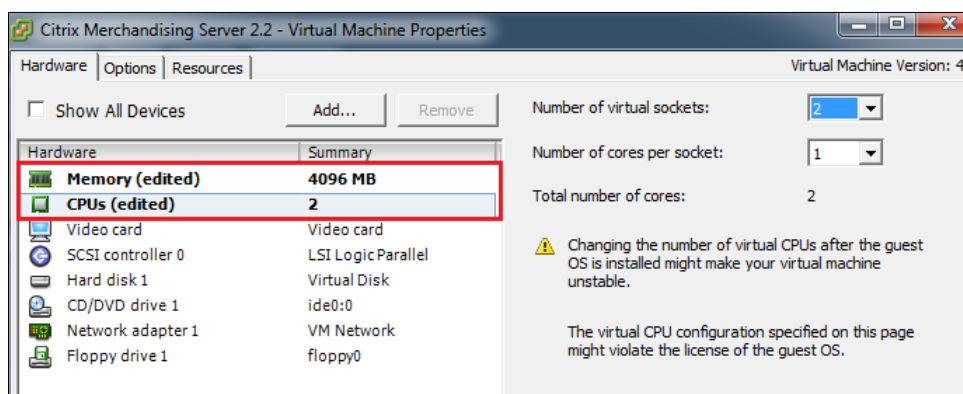 Citrix Merchandising Server 2.2 - Virtual Machine Properties
Hardware Options Resources Virtual Machine Version: 4
Show All Devices Add... Remove
Hardware Summary
Memory (edited) 4096 MB
CPUs (edited) 2
Video card Video card
SCSI controller 0 LSI Logic Parallel
Hard disk 1 Virtual Disk
CD/DVD drive 1 ide0:0
Network adapter 1 VM Network
Floppy drive 1 floppy0
Number of virtual sockets: 2
Number of cores per socket: 1
Total number of cores: 2
Changing the number of virtual CPUs after the guest
OS is installed might make your virtual machine
unstable.
The virtual CPU configuration specified on this page
might violate the license of the guest OS.